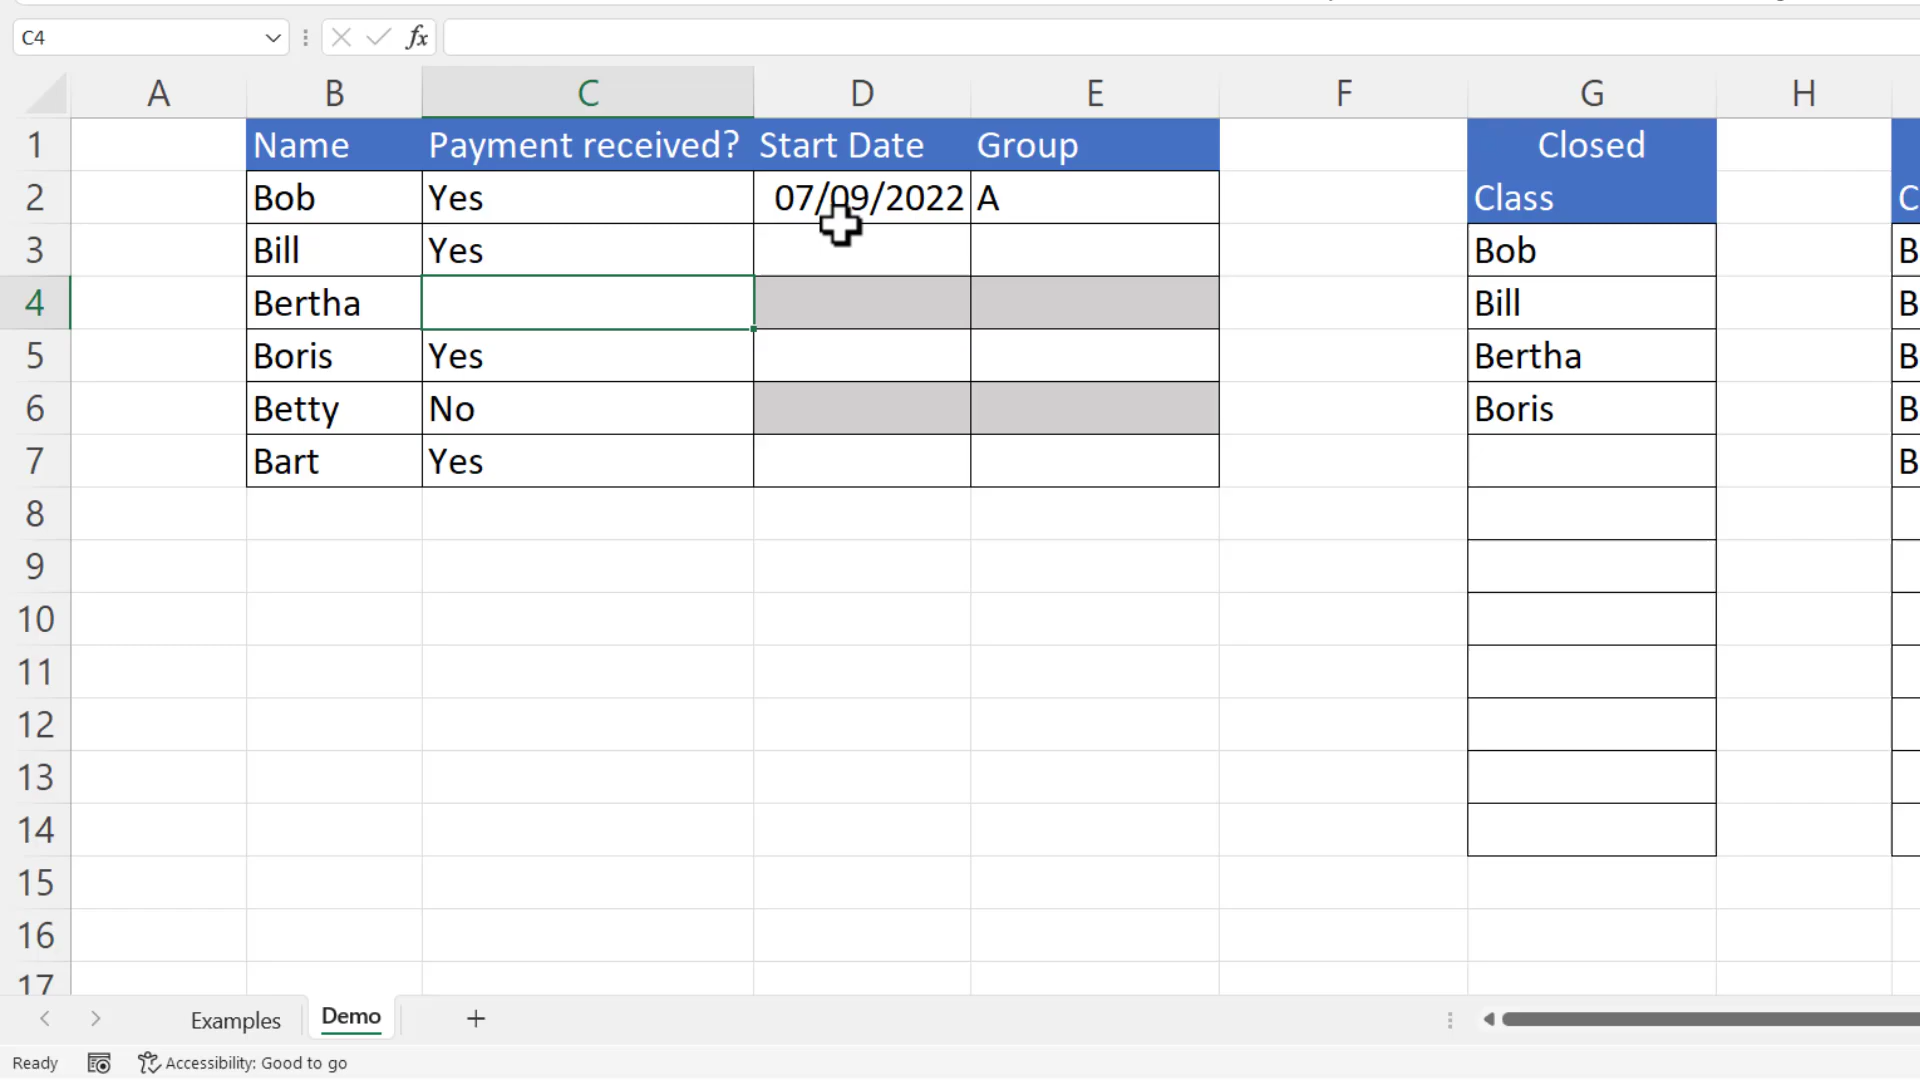 C4
fx
A B C D E F G H
1 Name Payment received? Start Date Group Closed
2 Bob Yes 07/09/2022 A Class C
3 Bill Yes Bob B
4 Bertha Bill B
5 Boris Yes Bertha B
6 Betty No Boris B
7 Bart Yes B
8
9
10
11
12
13
14
15
16
17
Examples Demo +
Ready Accessibility: Good to go